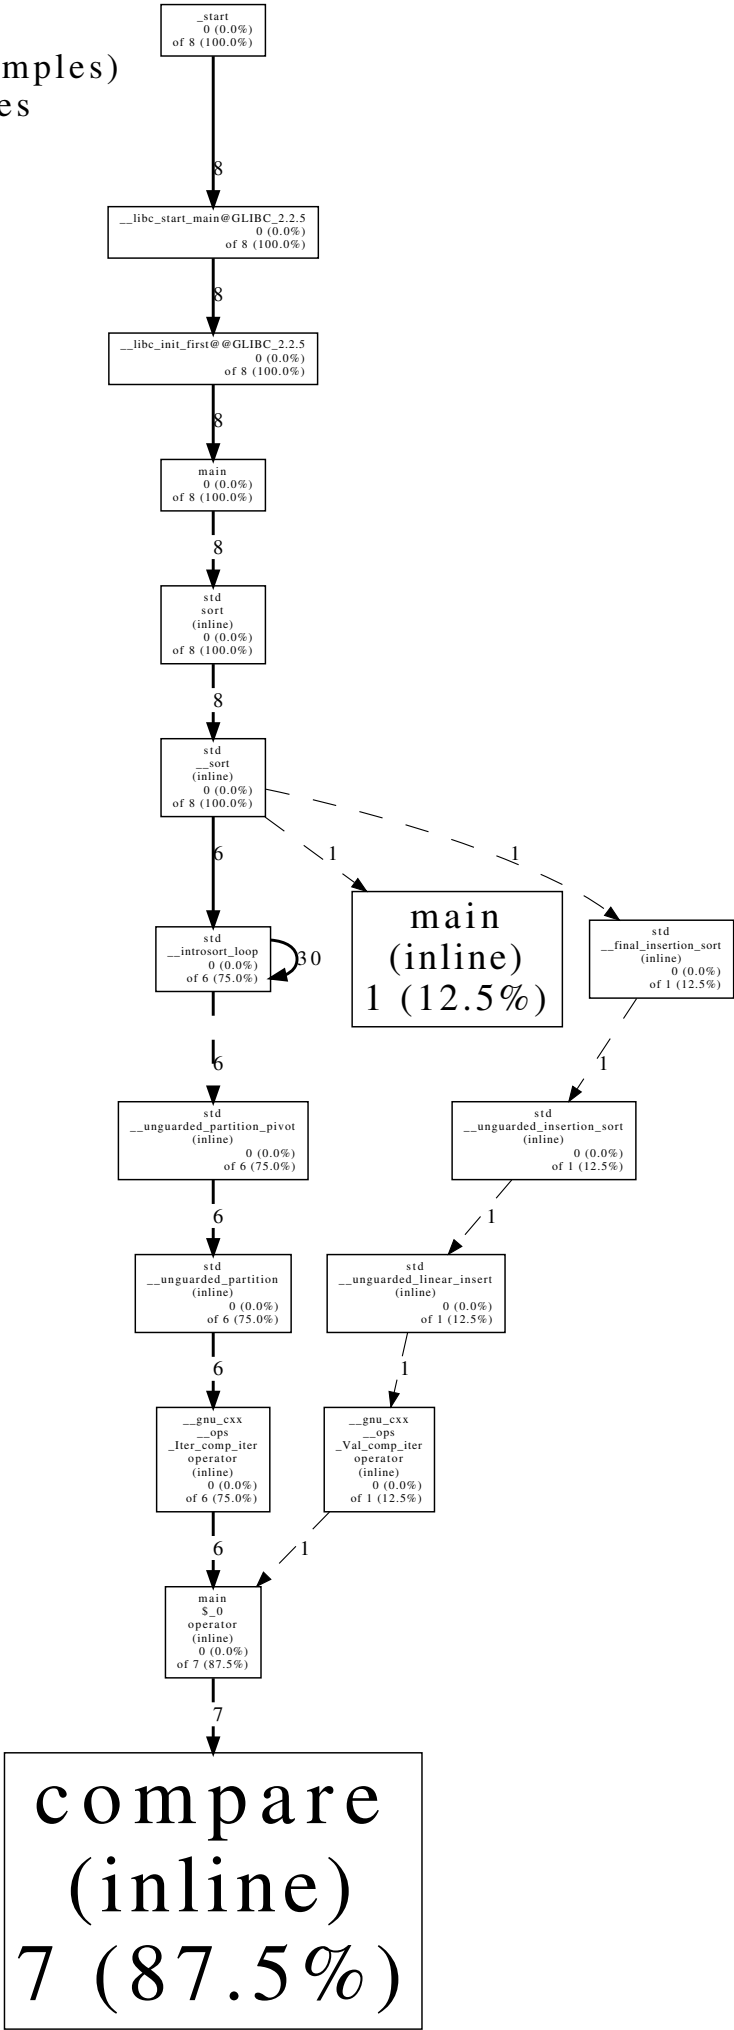 _start
0 (0.0%)
of 8 (100.0%)
mples)
es
8
__libc_start_main@GLIBC_2.2.5
0 (0.0%)
of 8 (100.0%)
8
__libc_init_first@@GLIBC_2.2.5
0 (0.0%)
of 8 (100.0%)
8
main
0 (0.0%)
of 8 (100.0%)
8
std
sort
(inline)
0 (0.0%)
of 8 (100.0%)
8
std
__sort
(inline)
0 (0.0%)
of 8 (100.0%)
6
1
1
std
__introsort_loop
0 (0.0%)
of 6 (75.0%)
30
main
(inline)
1 (12.5%)
std
__final_insertion_sort
(inline)
0 (0.0%)
of 1 (12.5%)
6
1
std
__unguarded_partition_pivot
(inline)
0 (0.0%)
of 6 (75.0%)
std
__unguarded_insertion_sort
(inline)
0 (0.0%)
of 1 (12.5%)
6
1
std
__unguarded_partition
(inline)
0 (0.0%)
of 6 (75.0%)
std
__unguarded_linear_insert
(inline)
0 (0.0%)
of 1 (12.5%)
6
1
__gnu_cxx
__ops
_Iter_comp_iter
operator
(inline)
0 (0.0%)
of 6 (75.0%)
__gnu_cxx
__ops
_Val_comp_iter
operator
(inline)
0 (0.0%)
of 1 (12.5%)
6
1
main
$_0
operator
(inline)
0 (0.0%)
of 7 (87.5%)
7
compare
(inline)
7 (87.5%)